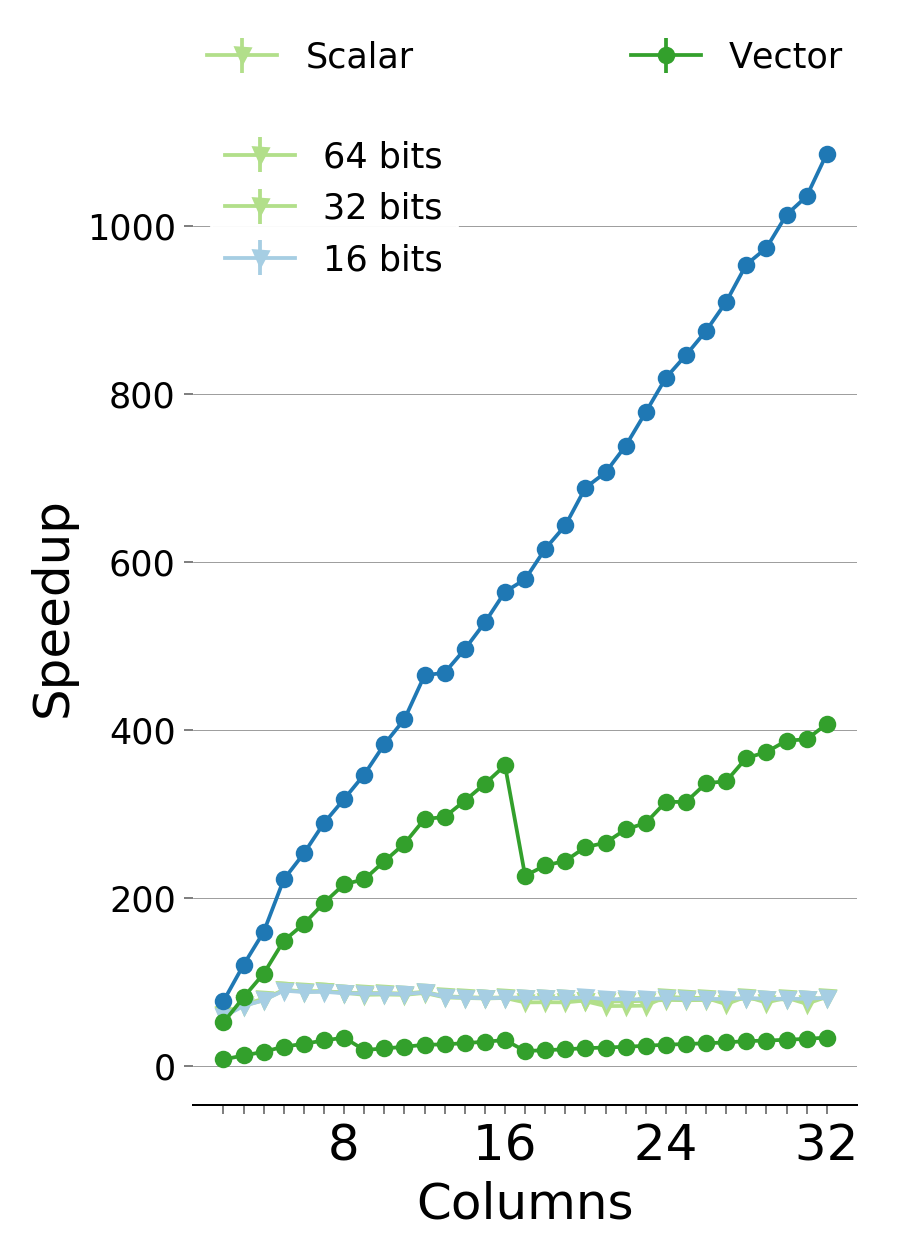 Scalar Vector
64 bits
32 bits
16 bits
1000
800
600
400
200
0
Speedup
8 16 24 32
Columns